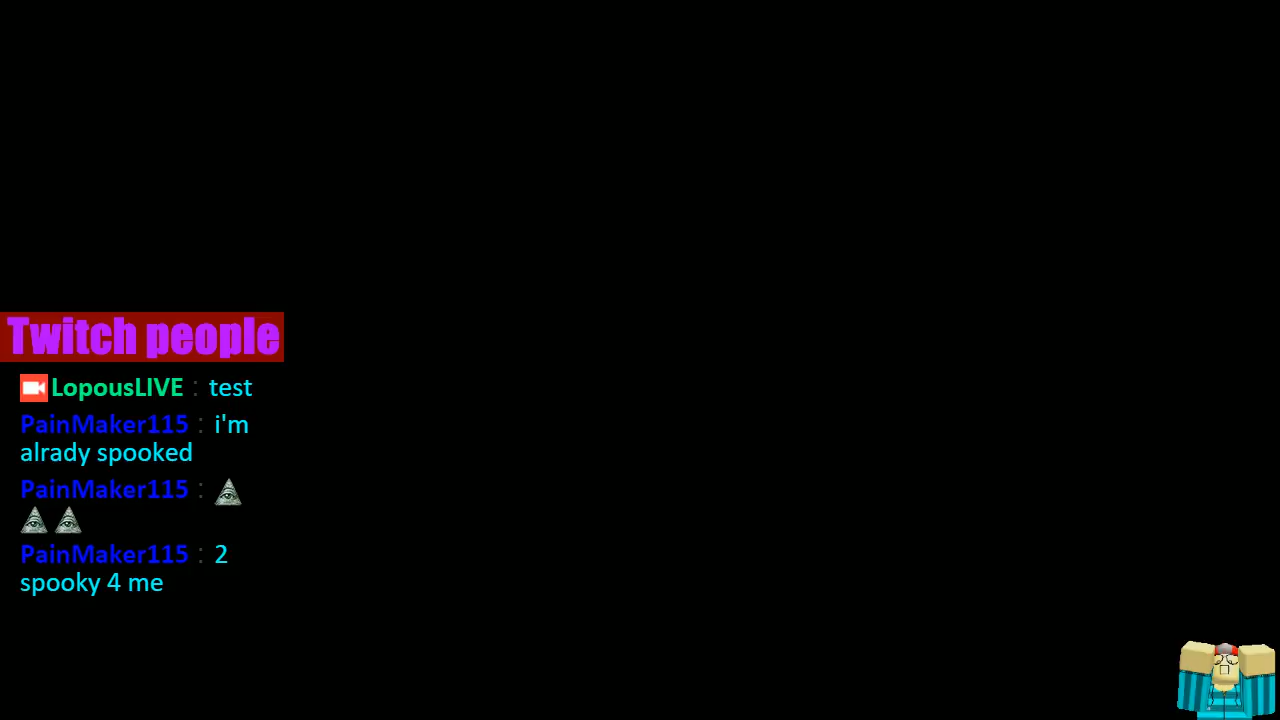 Twitch people
LopousLIVE : test
PainMaker115 : i'm
alrady spooked
PainMaker115 :
PainMaker115 : 2
spooky 4 me